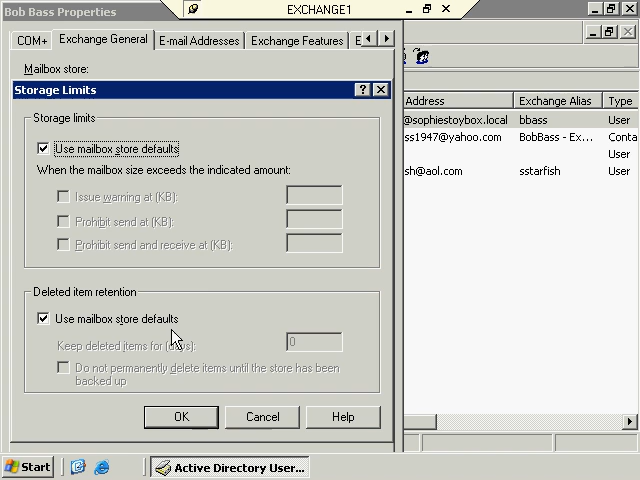 Bob Bass Properties
EXCHANGE1
COM+ Exchange General E-mail Addresses Exchange Features E
Mailbox store:
Storage Limits
Storage limits
Use mailbox store defaults
When the mailbox size exceeds the indicated amount:
Issue warning at (KB):
Prohibit send at (KB):
Prohibit send and receive at (KB):
Deleted item retention
Use mailbox store defaults
Keep deleted items for (days): 0
Do not permanently delete items until the store has been
backed up
OK Cancel Help
Address Exchange Alias Type
@sophiestoybox.local bbass User
ss1947@yahoo.com BobBass - Ex... Conta
User
sh@aol.com sstarfish User
Start Active Directory User...